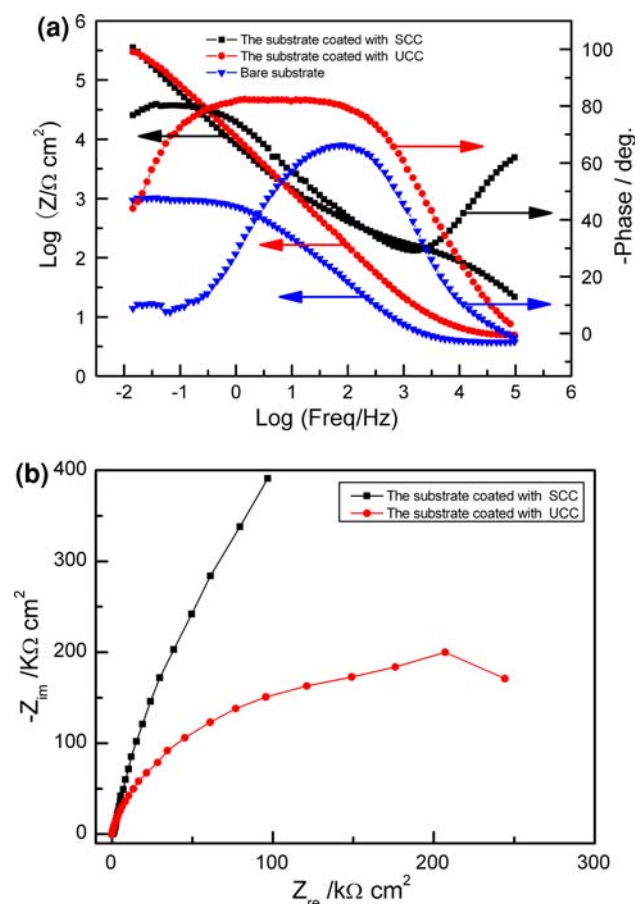 (a)
The substrate coated with SCC
The substrate coated with UCC
Bare substrate
Log (Z/Ω cm²)
-Phase / deg.
6
5
4
3
2
1
0
100
80
60
40
20
0
-2 -1 0 1 2 3 4 5 6
Log (Freq/Hz)
(b)
The substrate coated with SCC
The substrate coated with UCC
-Z_im /KΩ cm²
400
300
200
100
0
0 100 200 300
Z_re /kΩ cm²